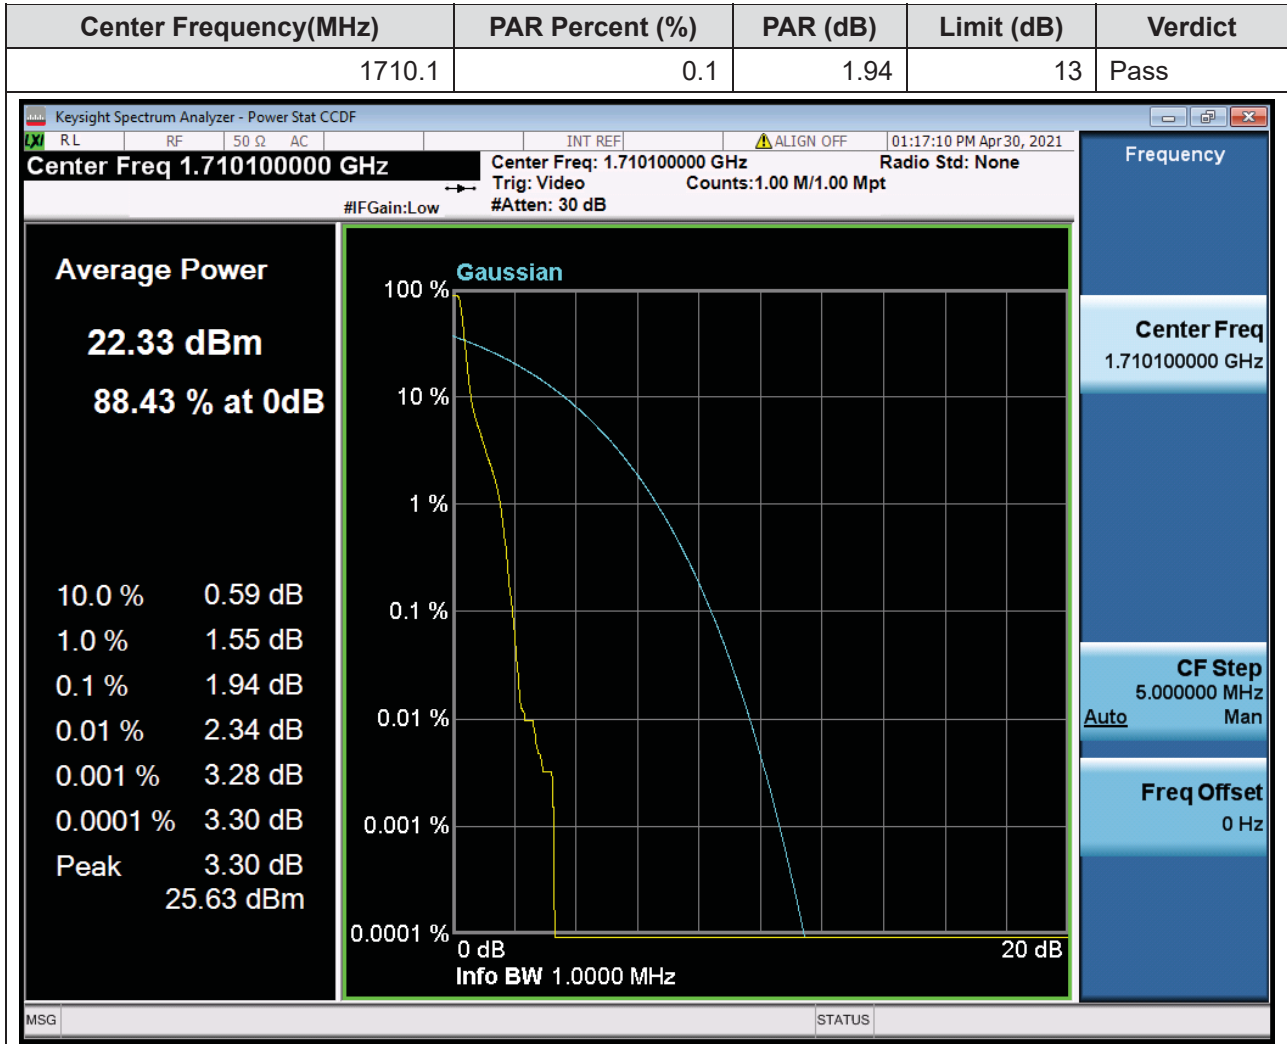 Center Frequency(MHz) PAR Percent (%) PAR (dB) Limit (dB) Verdict
1710.1 0.1 1.94 13 Pass
Keysight Spectrum Analyzer - Power Stat CCDF
LXI RL RF 50 Ω AC INT REF ALIGN OFF 01:17:10 PM Apr 30, 2021
Center Freq 1.710100000 GHz
Center Freq: 1.710100000 GHz Radio Std: None
Trig: Video Counts:1.00 M/1.00 Mpt
#IFGain:Low #Atten: 30 dB
Average Power
22.33 dBm
88.43 % at 0dB
10.0 % 0.59 dB
1.0 % 1.55 dB
0.1 % 1.94 dB
0.01 % 2.34 dB
0.001 % 3.28 dB
0.0001 % 3.30 dB
Peak 3.30 dB
25.63 dBm
Gaussian
100 %
10 %
1 %
0.1 %
0.01 %
0.001 %
0.0001 %
0 dB 20 dB
Info BW 1.0000 MHz
Frequency
Center Freq
1.710100000 GHz
CF Step
5.000000 MHz
Auto Man
Freq Offset
0 Hz
MSG STATUS